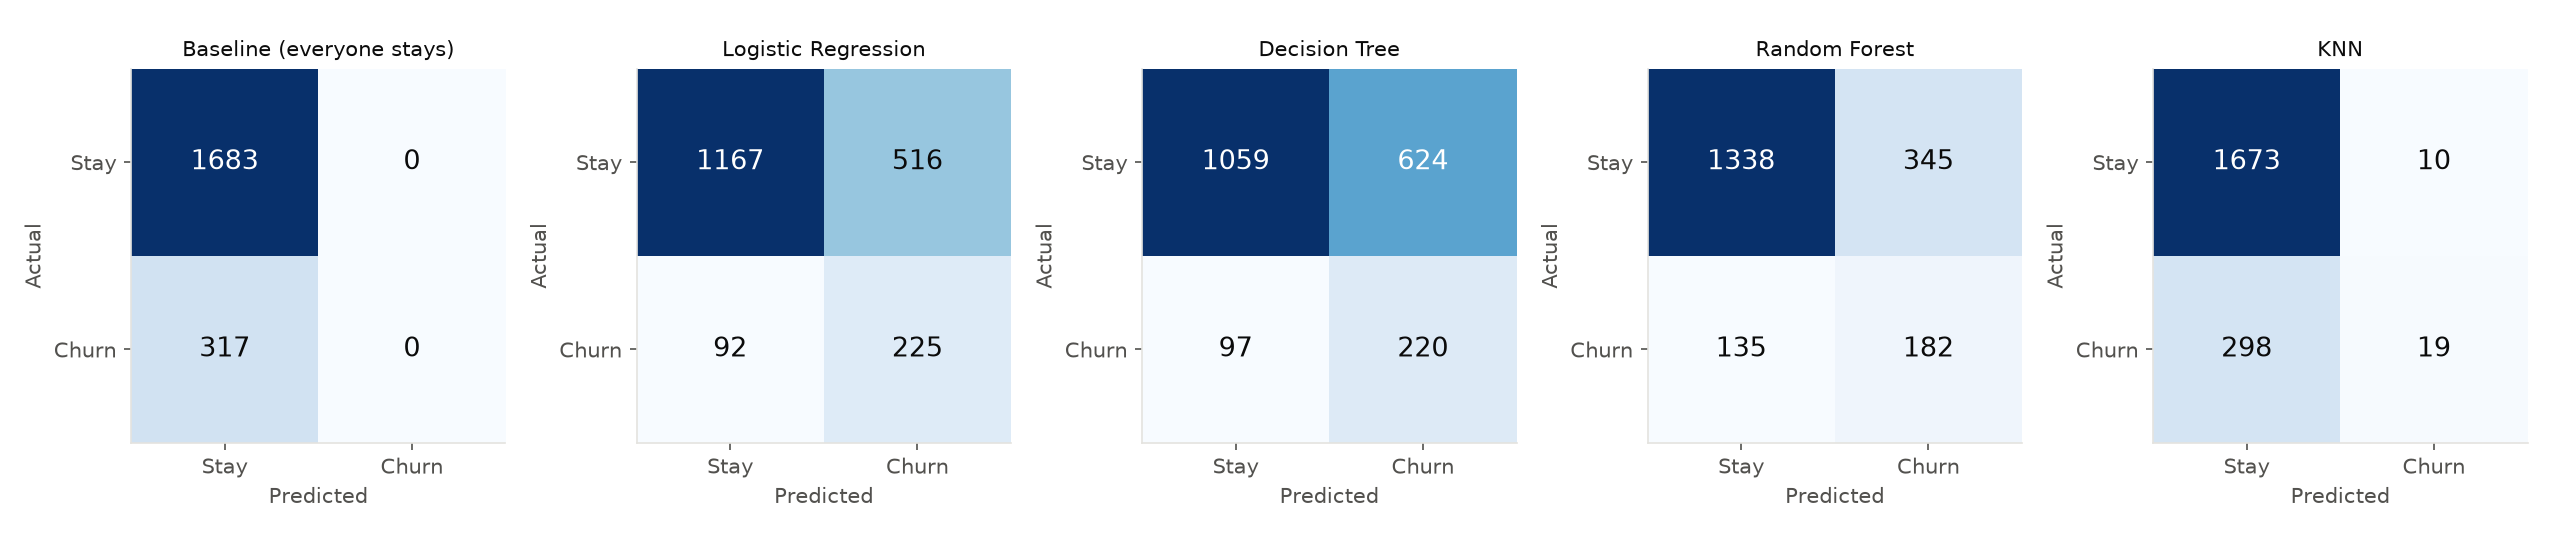 Baseline (everyone stays)
Actual
Stay
1683
0
Churn
317
0
Stay
Churn
Predicted
Logistic Regression
Actual
Stay
1167
516
Churn
92
225
Stay
Churn
Predicted
Decision Tree
Actual
Stay
1059
624
Churn
97
220
Stay
Churn
Predicted
Random Forest
Actual
Stay
1338
345
Churn
135
182
Stay
Churn
Predicted
KNN
Actual
Stay
1673
10
Churn
298
19
Stay
Churn
Predicted